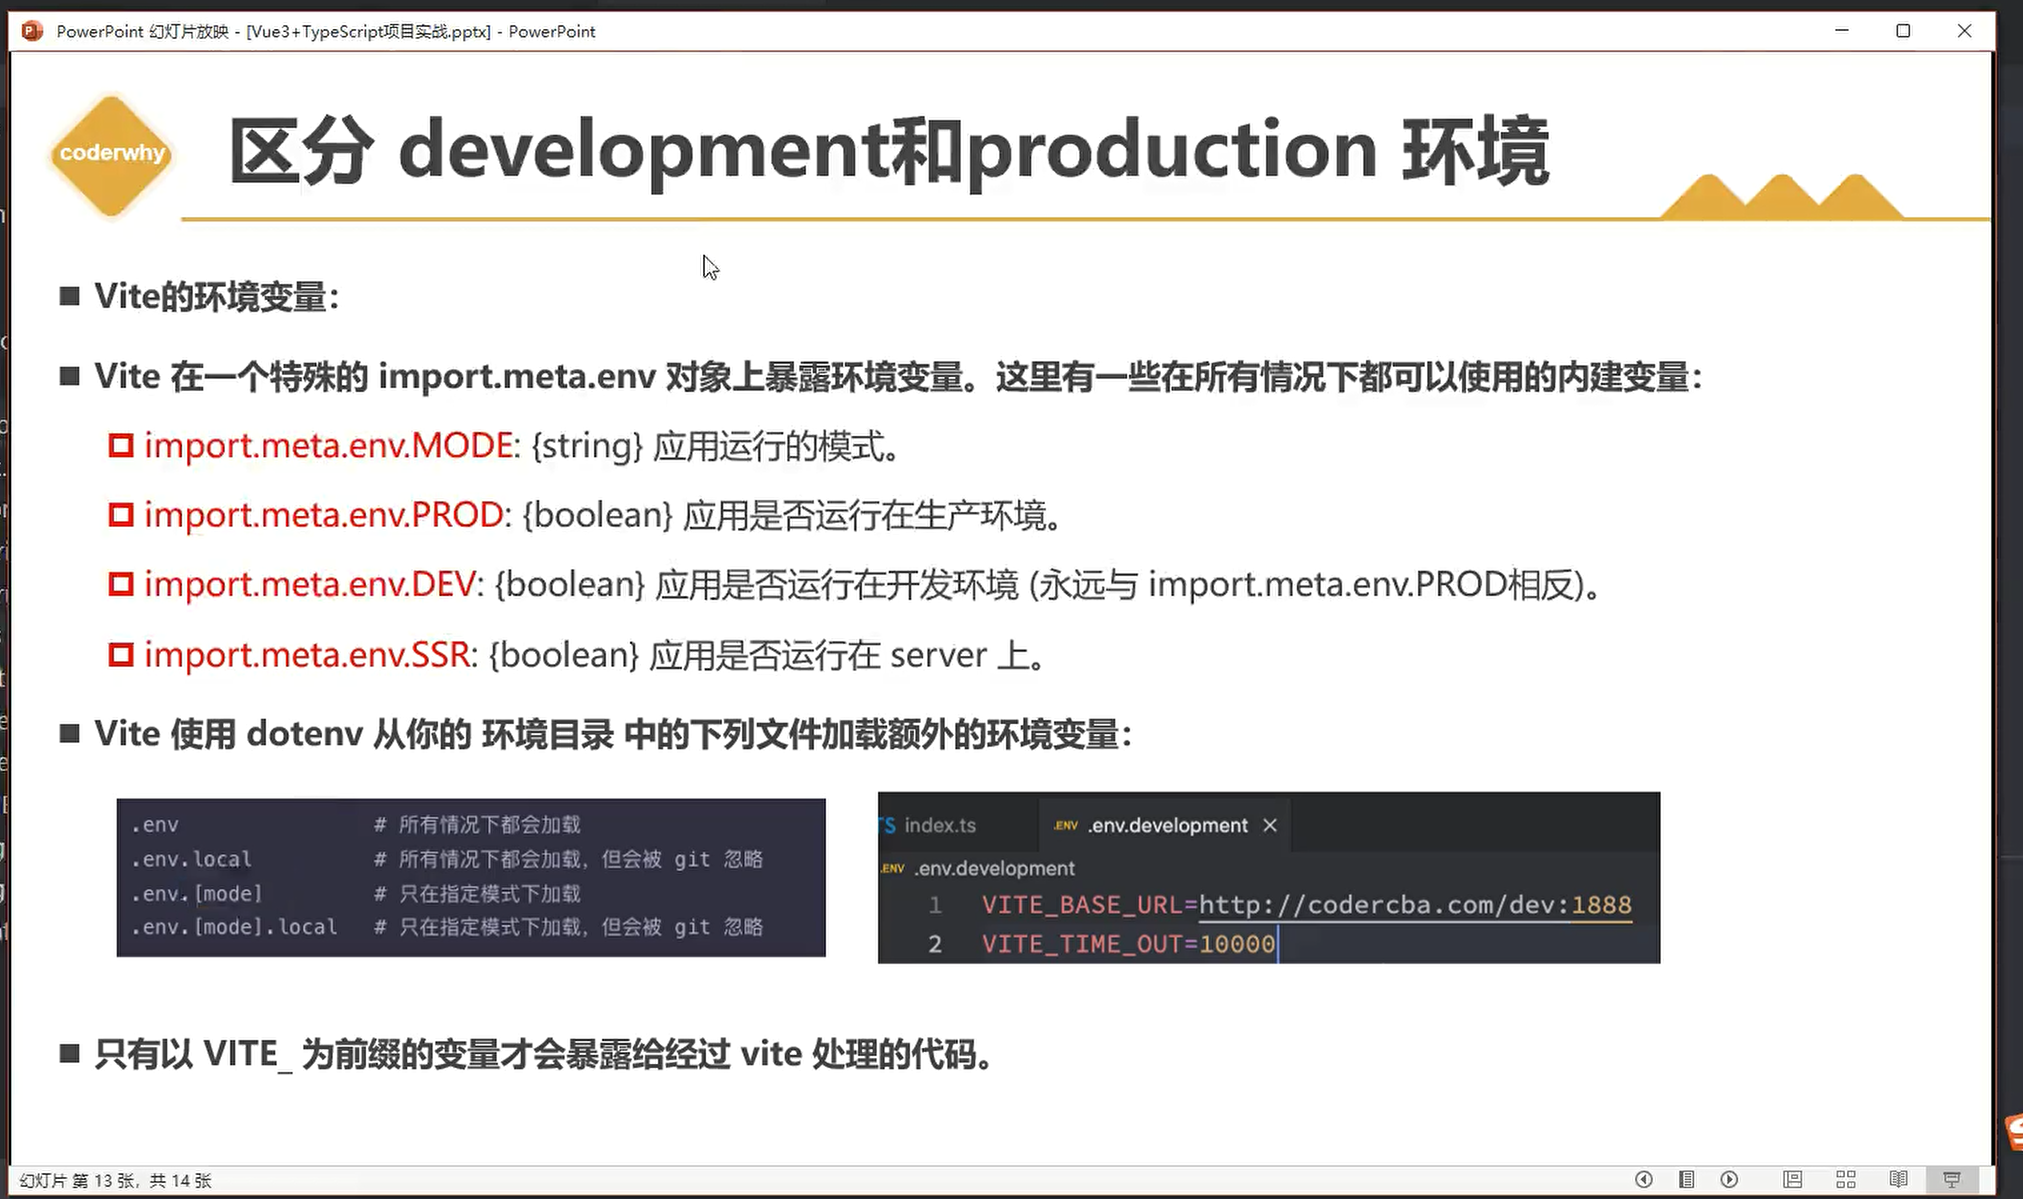 PowerPoint 幻灯片放映 - [Vue3+TypeScript项目实战.pptx] - PowerPoint
coderwhy
区分 development和production 环境
Vite的环境变量：
Vite 在一个特殊的 import.meta.env 对象上暴露环境变量。这里有一些在所有情况下都可以使用的内建变量：
import.meta.env.MODE: {string} 应用运行的模式。
import.meta.env.PROD: {boolean} 应用是否运行在生产环境。
import.meta.env.DEV: {boolean} 应用是否运行在开发环境 (永远与 import.meta.env.PROD相反)。
import.meta.env.SSR: {boolean} 应用是否运行在 server 上。
Vite 使用 dotenv 从你的 环境目录 中的下列文件加载额外的环境变量：
.env # 所有情况下都会加载
.env.local # 所有情况下都会加载，但会被 git 忽略
.env.[mode] # 只在指定模式下加载
.env.[mode].local # 只在指定模式下加载，但会被 git 忽略
TS index.ts .ENV .env.development
.ENV .env.development
1 VITE_BASE_URL=http://codercba.com/dev:1888
2 VITE_TIME_OUT=10000
只有以 VITE_ 为前缀的变量才会暴露给经过 vite 处理的代码。
幻灯片 第 13 张，共 14 张